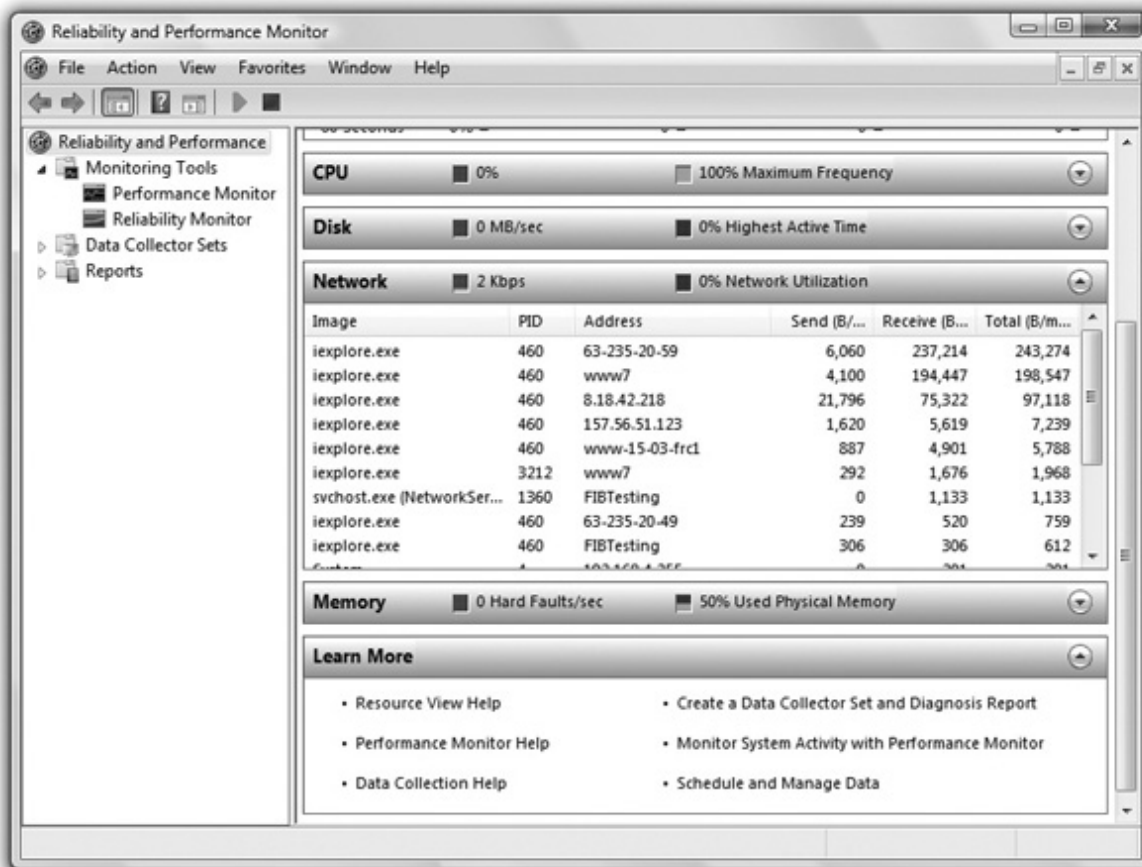 Reliability and Performance Monitor
File Action View Favorites Window Help
Reliability and Performance
Monitoring Tools
Performance Monitor
Reliability Monitor
Data Collector Sets
Reports
CPU 0% 100% Maximum Frequency
Disk 0 MB/sec 0% Highest Active Time
Network 2 Kbps 0% Network Utilization
Image PID Address Send (B/... Receive (B... Total (B/m...
iexplore.exe 460 63-235-20-59 6,060 237,214 243,274
iexplore.exe 460 www7 4,100 194,447 198,547
iexplore.exe 460 8.18.42.218 21,796 75,322 97,118
iexplore.exe 460 157.56.51.123 1,620 5,619 7,239
iexplore.exe 460 www-15-03-frc1 887 4,901 5,788
iexplore.exe 3212 www7 292 1,676 1,968
svchost.exe (NetworkSer... 1360 FIBTesting 0 1,133 1,133
iexplore.exe 460 63-235-20-49 239 520 759
iexplore.exe 460 FIBTesting 306 306 612
Memory 0 Hard Faults/sec 50% Used Physical Memory
Learn More
• Resource View Help • Create a Data Collector Set and Diagnosis Report
• Performance Monitor Help • Monitor System Activity with Performance Monitor
• Data Collection Help • Schedule and Manage Data